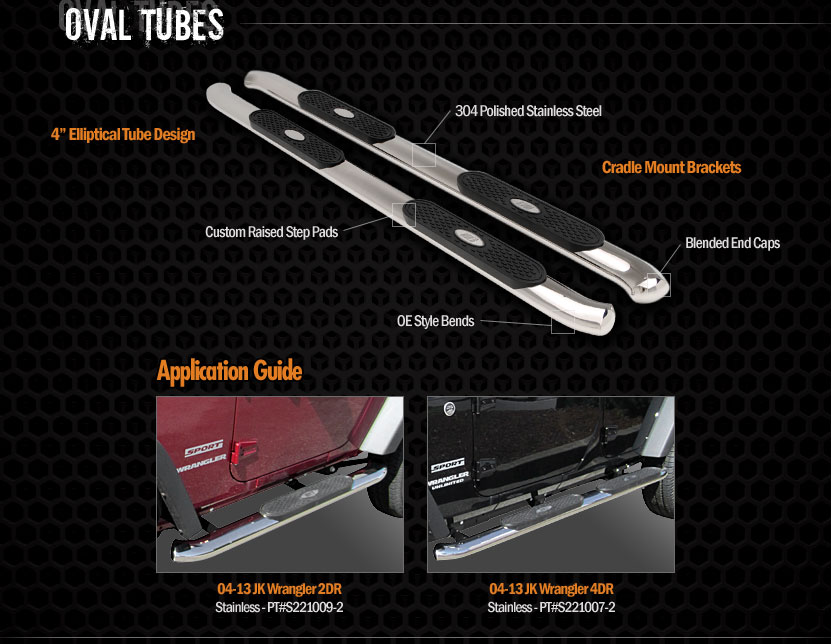 OVAL TUBES
304 Polished Stainless Steel
4" Elliptical Tube Design
Cradle Mount Brackets
Custom Raised Step Pads
Blended End Caps
OE Style Bends
Application Guide
SPORT
WRANGLER
SPORT
WRANGLER
UNLIMITED
04-13 JK Wrangler 2DR
Stainless - PT#S221009-2
04-13 JK Wrangler 4DR
Stainless - PT#S221007-2